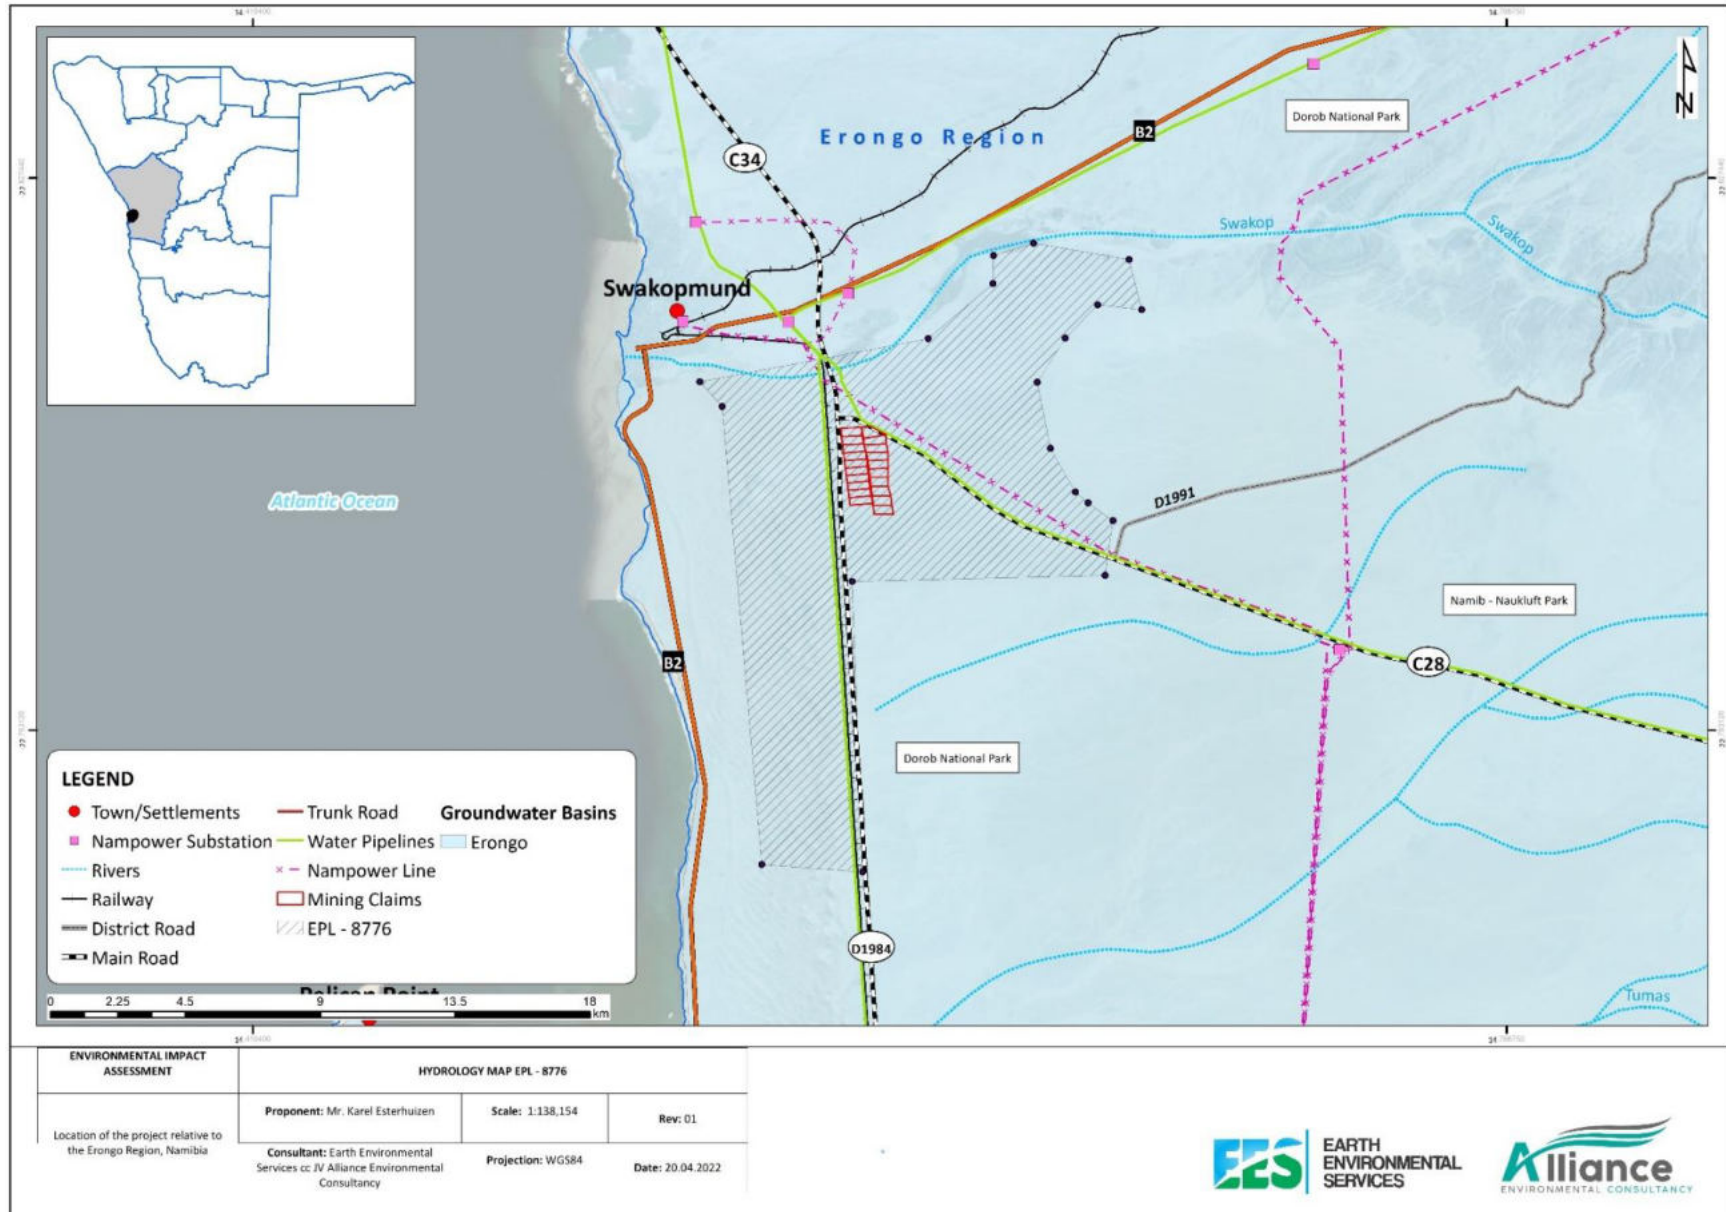 Erongo Region
Dorob National Park
B2
C34
Swakop
Swakop
Swakopmund
Atlantic Ocean
D1991
Namib - Naukluft Park
B2
C28
Dorob National Park
D1984
Tumas
LEGEND
Town/Settlements
Nampower Substation
Rivers
Railway
District Road
Main Road
Trunk Road
Water Pipelines
Nampower Line
Mining Claims
EPL - 8776
Groundwater Basins
Erongo
Pelican Point
0 2.25 4.5 9 13.5 18
km
N
ENVIRONMENTAL IMPACT
ASSESSMENT
Location of the project relative to
the Erongo Region, Namibia
HYDROLOGY MAP EPL - 8776
Proponent: Mr. Karel Esterhuizen
Scale: 1:138,154
Rev: 01
Consultant: Earth Environmental
Services cc JV Alliance Environmental
Consultancy
Projection: WGS84
Date: 20.04.2022
EES
EARTH
ENVIRONMENTAL
SERVICES
Alliance
ENVIRONMENTAL CONSULTANCY